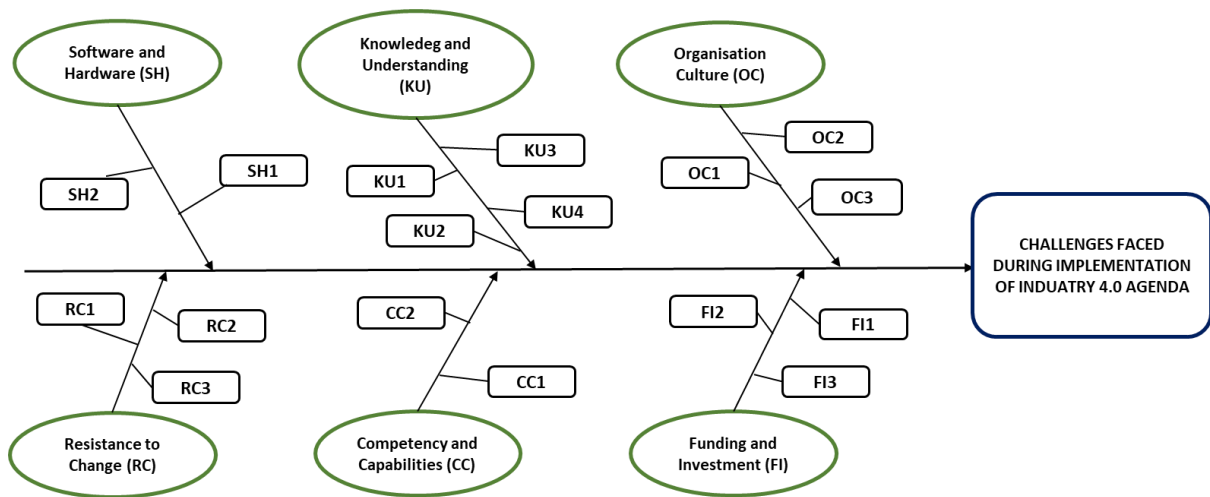 Software and
Hardware (SH)
Knowledeg and
Understanding
(KU)
Organisation
Culture (OC)
SH2
SH1
KU3
KU1
KU4
KU2
OC2
OC1
OC3
CHALLENGES FACED
DURING IMPLEMENTATION
OF INDUATRY 4.0 AGENDA
RC1
RC2
RC3
CC2
CC1
FI2
FI1
FI3
Resistance to
Change (RC)
Competency and
Capabilities (CC)
Funding and
Investment (FI)